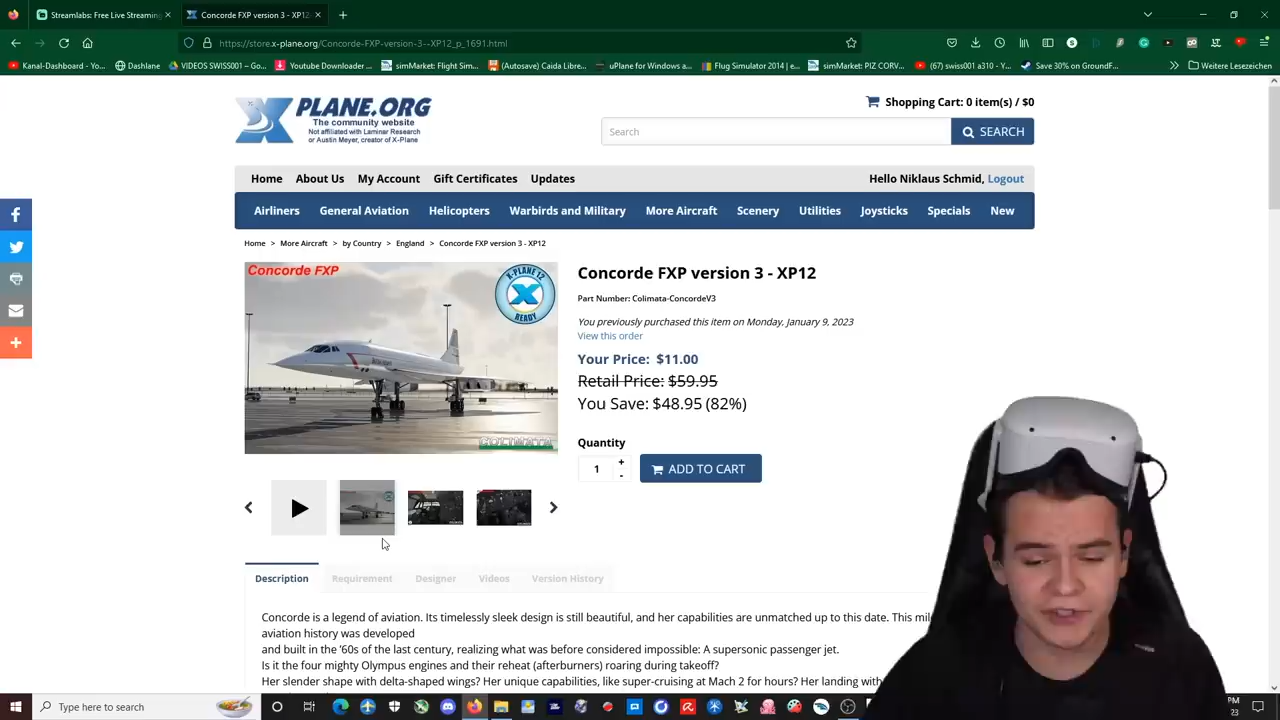 Streamlabs: Free Live Streaming
Concorde FXP version 3 - XP12
https://store.x-plane.org/Concorde-FXP-version-3--XP12_p_1691.html
Kanal-Dashboard - Yo...
Dashlane
VIDEOS SWISS001 – Go...
Youtube Downloader...
simMarket: Flight Sim...
(Autosave) Caida Libre...
uPlane for Windows a...
Flug Simulator 2014 | e...
simMarket: PIZ CORV...
(67) swiss001 a310 - Y...
Save 30% on Ground...
Weitere Lesezeichen
X PLANE.ORG
The community website
Not affiliated with Laminar Research
or Austin Meyer, creator of X-Plane
Shopping Cart: 0 item(s) / $0
Search
SEARCH
Home About Us My Account Gift Certificates Updates
Hello Niklaus Schmid, Logout
Airliners General Aviation Helicopters Warbirds and Military More Aircraft Scenery Utilities Joysticks Specials New
Home > More Aircraft > by Country > England > Concorde FXP version 3 - XP12
Concorde FXP
X-PLANE 12
X
READY
COLIMATA
Concorde FXP version 3 - XP12
Part Number: Colimata-ConcordeV3
You previously purchased this item on Monday, January 9, 2023
View this order
Your Price: $11.00
Retail Price: $59.95
You Save: $48.95 (82%)
Quantity
1 + -
ADD TO CART
Description Requirement Designer Videos Version History
Concorde is a legend of aviation. Its timelessly sleek design is still beautiful, and her capabilities are unmatched up to this date. This
aviation history was developed
and built in the ’60s of the last century, realizing what was before considered impossible: A supersonic passenger jet.
Is it the four mighty Olympus engines and their reheat (afterburners) roaring during takeoff?
Her slender shape with delta-shaped wings? Her unique capabilities, like super-cruising at Mach 2 for hours? Her landing with
Type here to search
PM
23